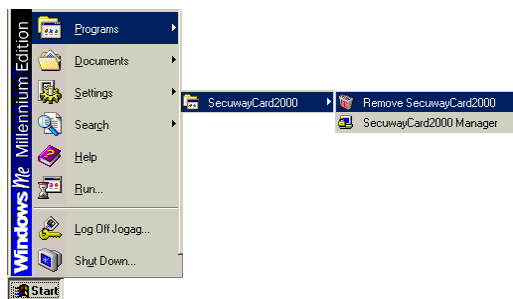 Windows Me Millennium Edition
Programs
Documents
Settings
Search
Help
Run...
Log Off Jogag...
Shut Down...
SecuwayCard2000
Remove SecuwayCard2000
SecuwayCard2000 Manager
Start